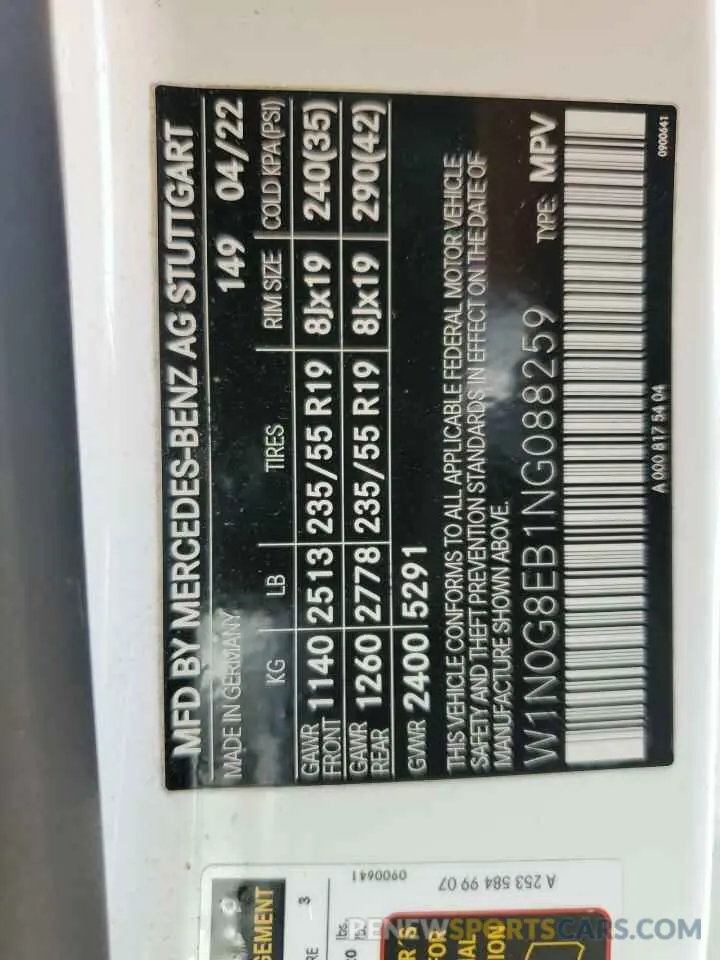 MFD BY MERCEDES-BENZ AG STUTTGART
MADE IN GERMANY 149 04/22
KG LB TIRES RIM SIZE COLD KPA(PSI)
GAWR FRONT 1140 2513 235/55 R19 8Jx19 240(35)
GAWR REAR 1260 2778 235/55 R19 8Jx19 290(42)
GVWR 2400 5291
THIS VEHICLE CONFORMS TO ALL APPLICABLE FEDERAL MOTOR VEHICLE
SAFETY AND THEFT PREVENTION STANDARDS IN EFFECT ON THE DATE OF
MANUFACTURE SHOWN ABOVE.
W1N0G8EB1NG088259 TYPE: MPV
A 000 817 54 04
0900641
A 253 584 99 07
0900641
3
lbs.
RENEWSPORTSCARS.COM